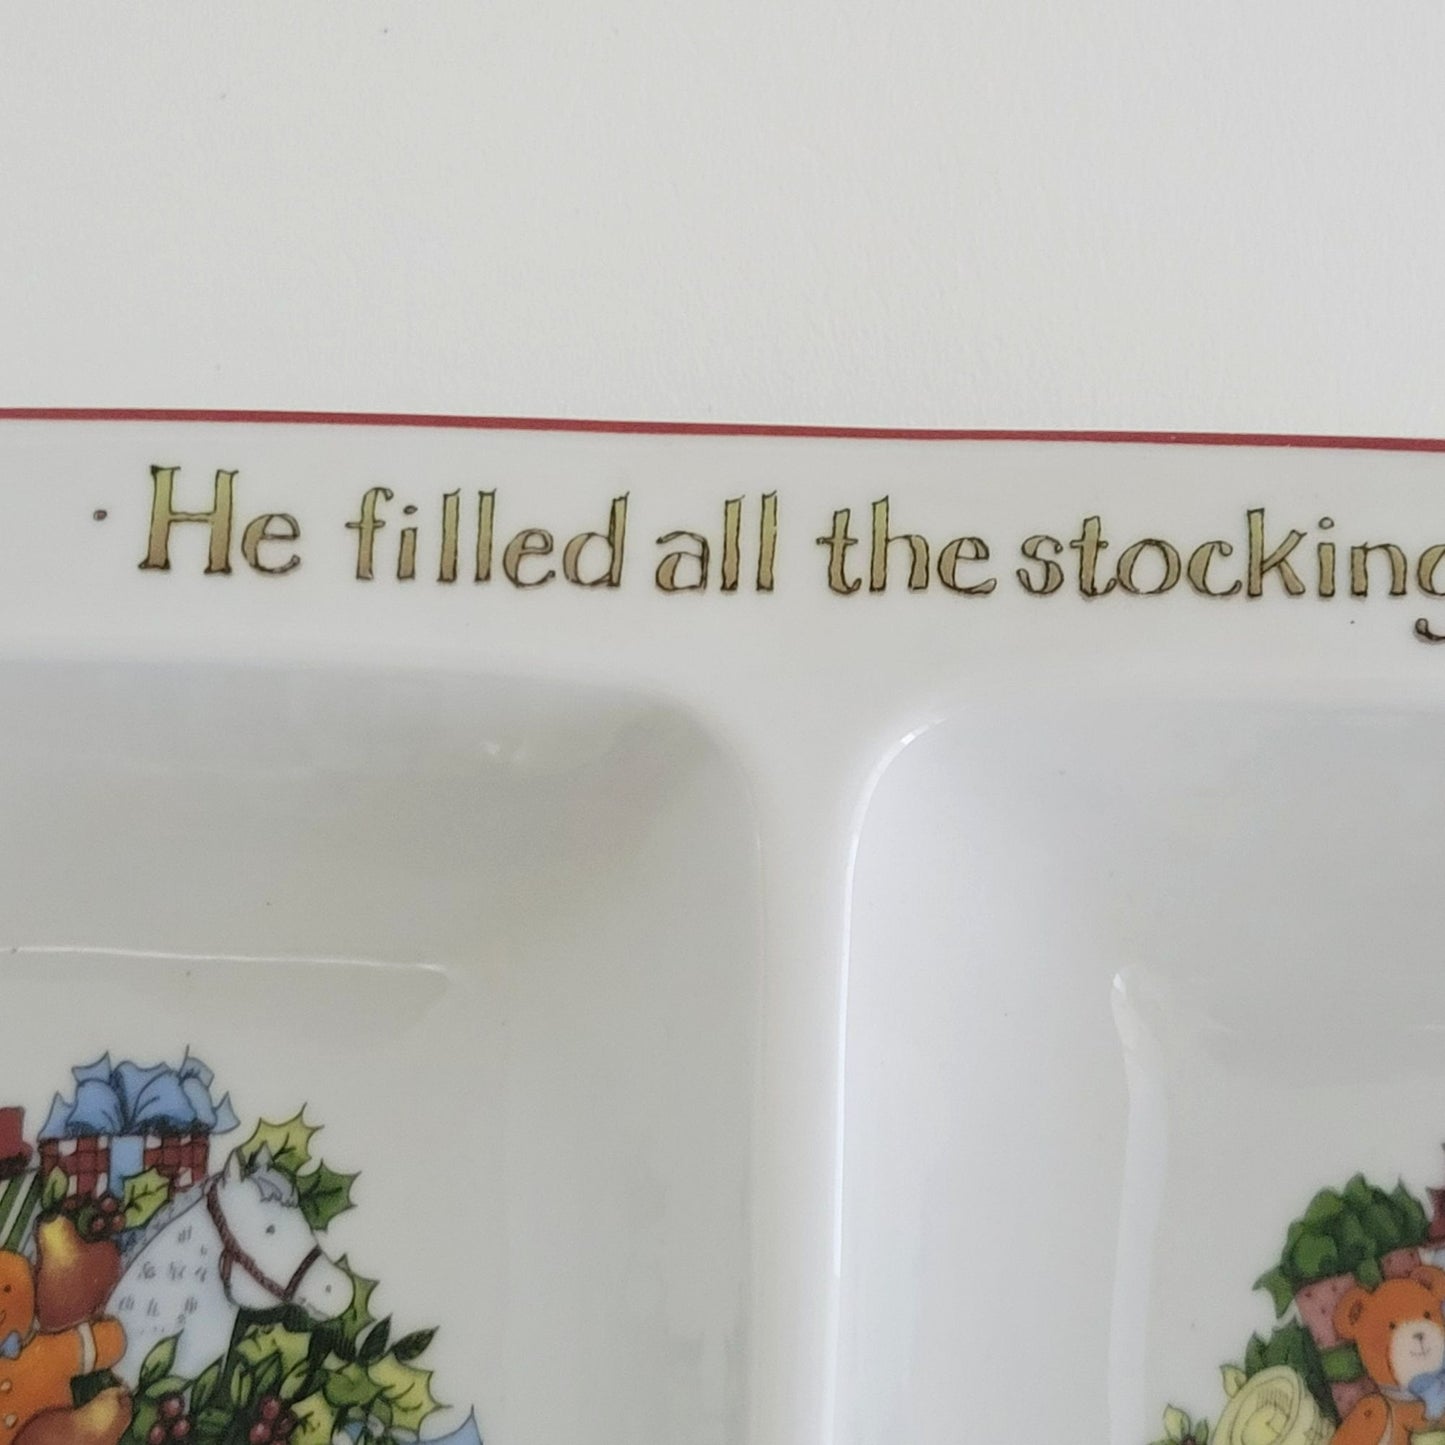 · He filled all the stocking